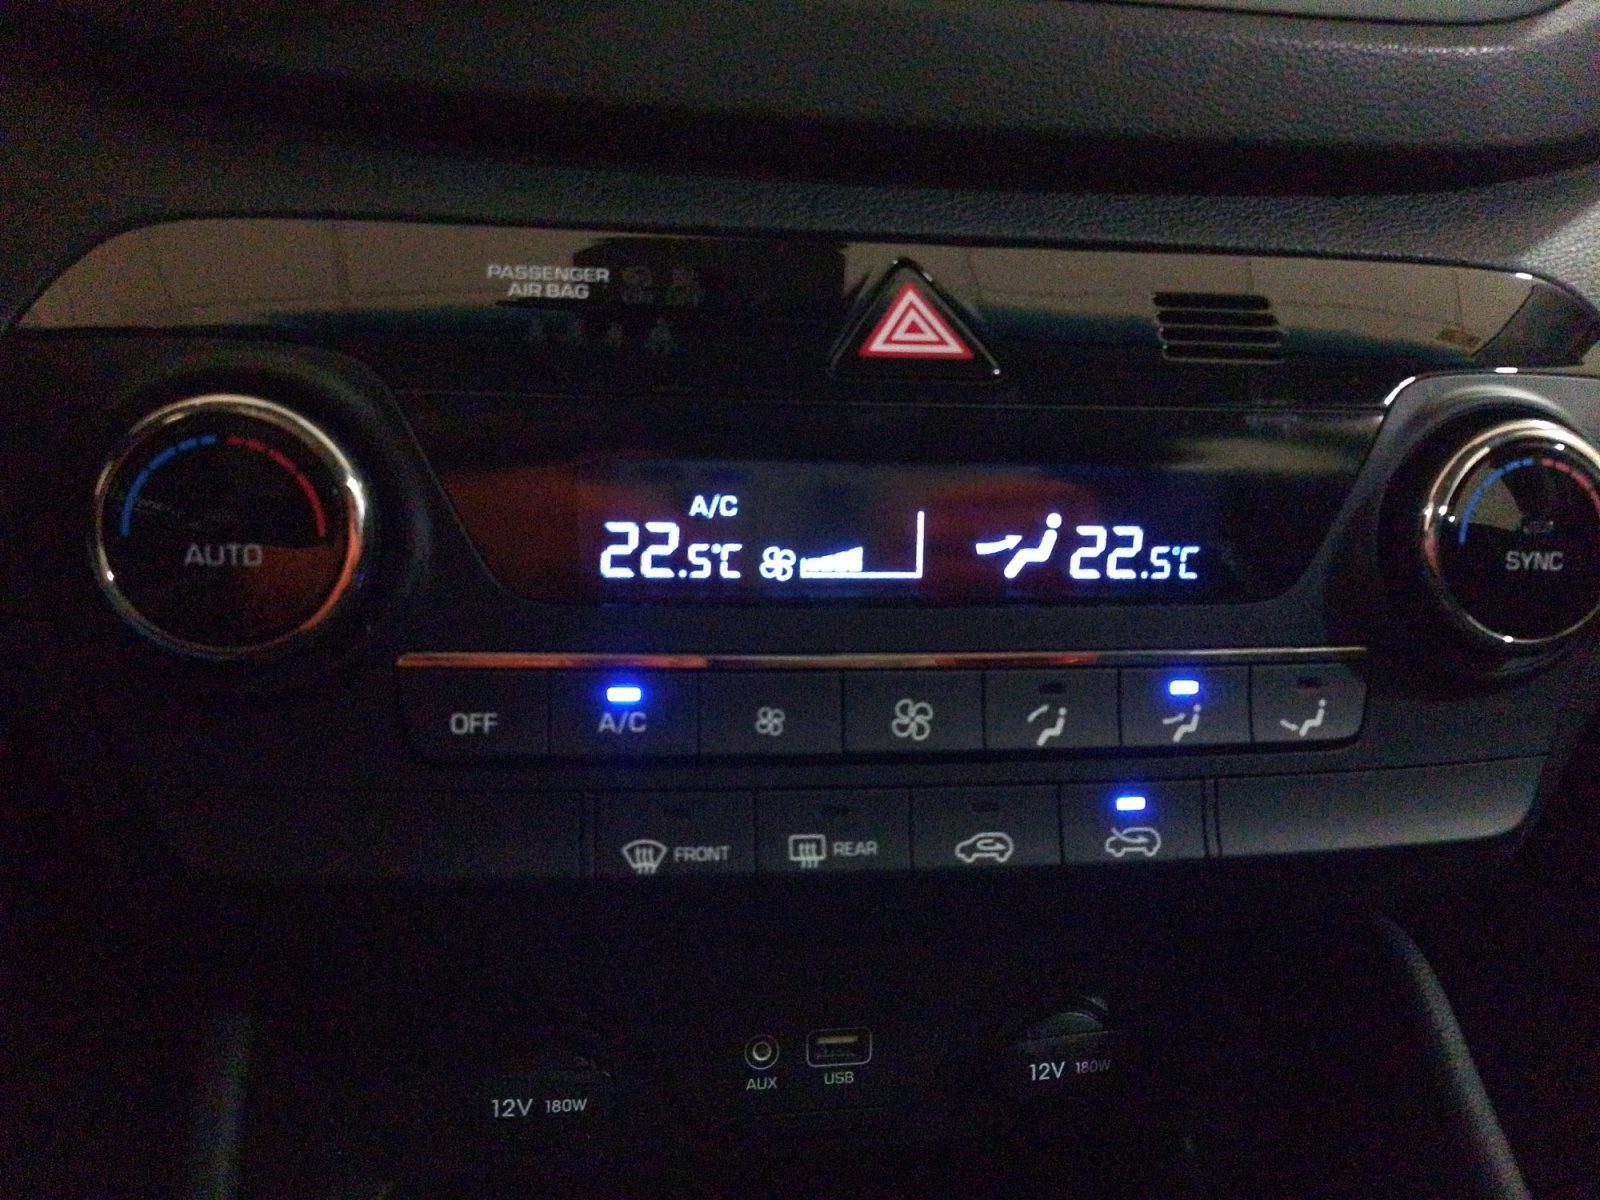 PASSENGER
AIR BAG
AUTO
A/C
22.5°C
22.5°C
SYNC
OFF
A/C
FRONT
REAR
AUX
USB
12V 180W
12V 180W